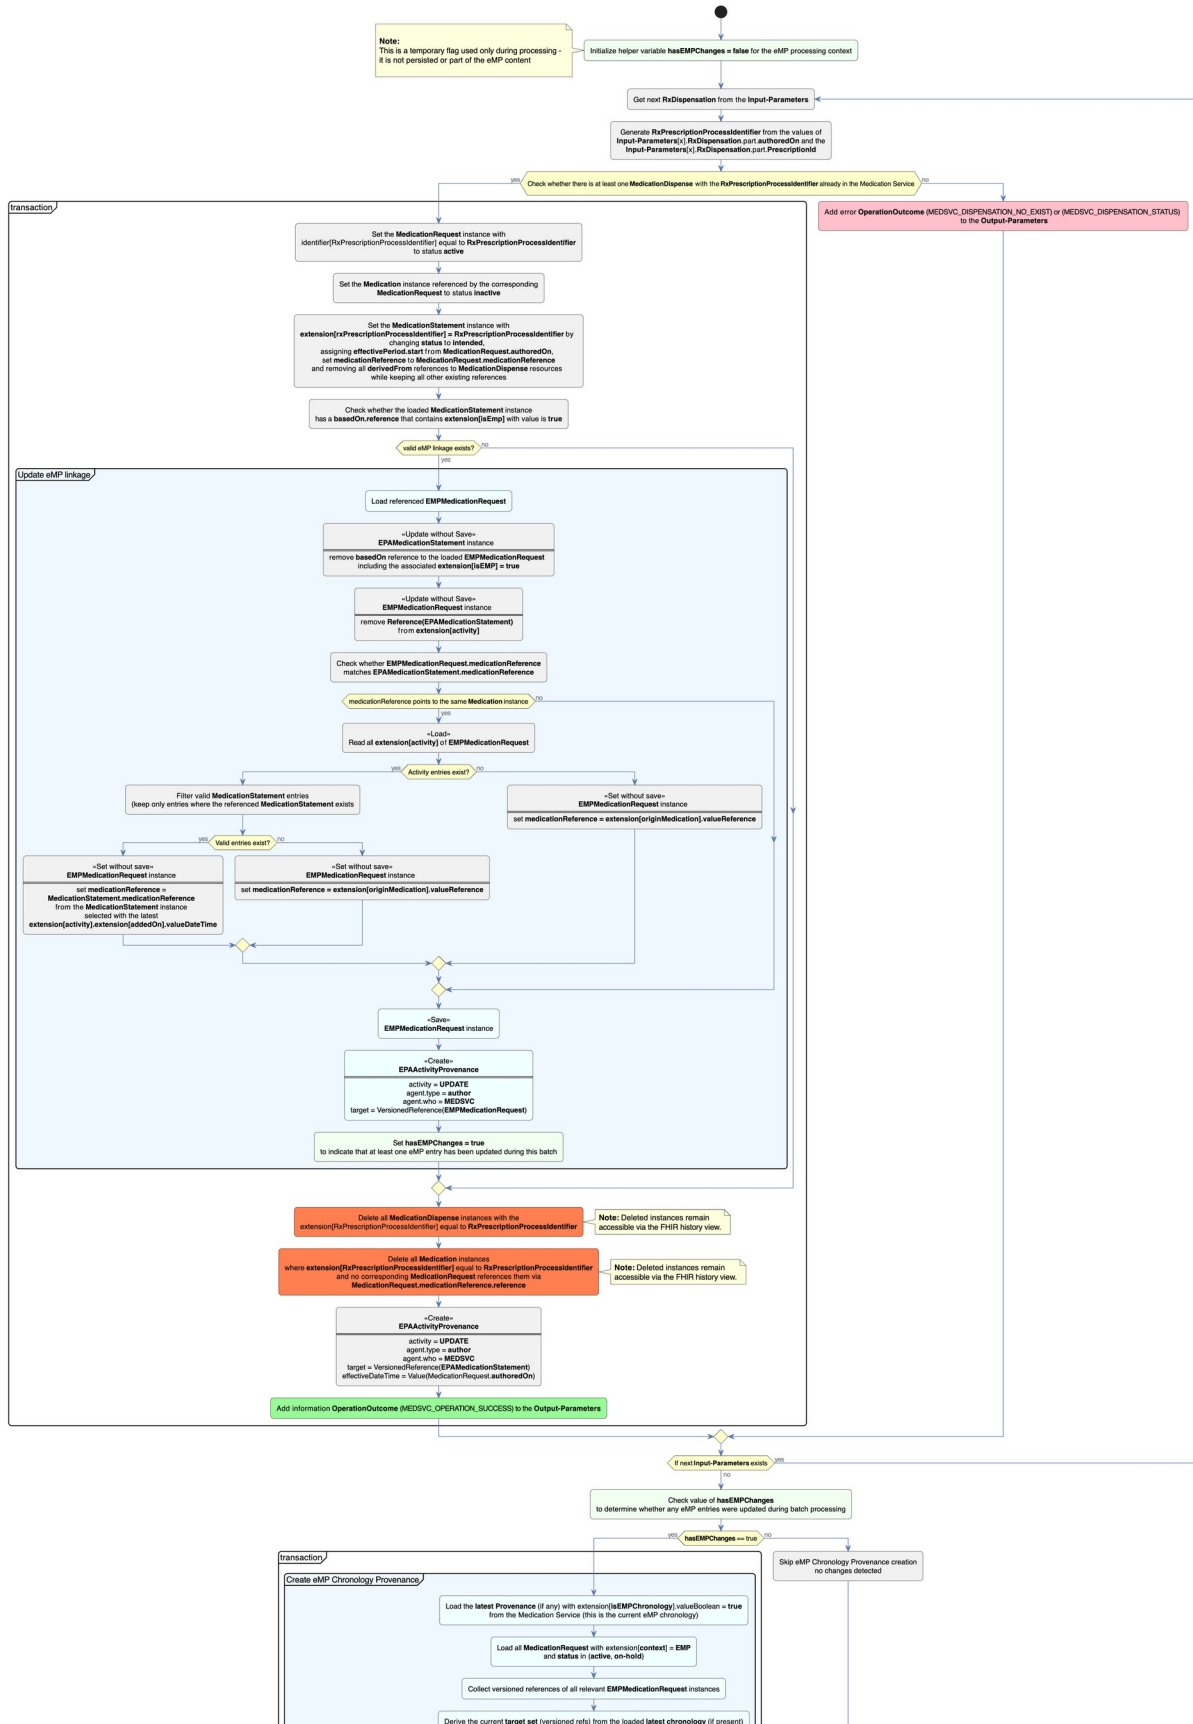 Note:
This is a temporary flag used only during processing -
it is not persisted or part of the eMP content
Initialize helper variable hasEMPChanges = false for the eMP processing context
Get next RxDispensation from the Input-Parameters
Generate RxPrescriptionProcessIdentifier from the values of
Input-Parameters[x].RxDispensation.part.authoredOn and the
Input-Parameters[x].RxDispensation.part.PrescriptionId
yes
Check whether there is at least one MedicationDispense with the RxPrescriptionProcessIdentifier already in the Medication Service
no
transaction
Add error OperationOutcome (MEDSVC_DISPENSATION_NO_EXIST) or (MEDSVC_DISPENSATION_STATUS)
to the Output-Parameters
Set the MedicationRequest instance with
identifier[RxPrescriptionProcessIdentifier] equal to RxPrescriptionProcessIdentifier
to status active
Set the Medication instance referenced by the corresponding
MedicationRequest to status inactive
Set the MedicationStatement instance with
extension[rxPrescriptionProcessIdentifier] = RxPrescriptionProcessIdentifier by
changing status to intended,
assigning effectivePeriod.start from MedicationRequest.authoredOn,
set medicationReference to MedicationRequest.medicationReference
and removing all derivedFrom references to MedicationDispense resources
while keeping all other existing references
Check whether the loaded MedicationStatement instance
has a basedOn.reference that contains extension[isEmp] with value is true
valid eMP linkage exists?
no
yes
Update eMP linkage
Load referenced EMPMedicationRequest
«Update without Save»
EPAMedicationStatement instance
remove basedOn reference to the loaded EMPMedicationRequest
including the associated extension[isEMP] = true
«Update without Save»
EMPMedicationRequest instance
remove Reference(EPAMedicationStatement)
from extension[activity]
Check whether EMPMedicationRequest.medicationReference
matches EPAMedicationStatement.medicationReference
medicationReference points to the same Medication instance
no
yes
«Load»
Read all extension[activity] of EMPMedicationRequest
yes
Activity entries exist?
no
Filter valid MedicationStatement entries
(keep only entries where the referenced MedicationStatement exists
«Set without save»
EMPMedicationRequest instance
set medicationReference = extension[originMedication].valueReference
yes
Valid entries exist?
no
«Set without save»
EMPMedicationRequest instance
set medicationReference =
MedicationStatement.medicationReference
from the MedicationStatement instance
selected with the latest
extension[activity].extension[addedOn].valueDateTime
«Set without save»
EMPMedicationRequest instance
set medicationReference = extension[originMedication].valueReference
«Save»
EMPMedicationRequest instance
«Create»
EPAActivityProvenance
activity = UPDATE
agent.type = author
agent.who = MEDSVC
target = VersionedReference(EMPMedicationRequest)
Set hasEMPChanges = true
to indicate that at least one eMP entry has been updated during this batch
Delete all MedicationDispense instances with the
extension[RxPrescriptionProcessIdentifier] equal to RxPrescriptionProcessIdentifier
Note: Deleted instances remain
accessible via the FHIR history view.
Delete all Medication instances
where extension[RxPrescriptionProcessIdentifier] equal to RxPrescriptionProcessIdentifier
and no corresponding MedicationRequest references them via
MedicationRequest.medicationReference.reference
Note: Deleted instances remain
accessible via the FHIR history view.
«Create»
EPAActivityProvenance
activity = UPDATE
agent.type = author
agent.who = MEDSVC
target = VersionedReference(EPAMedicationStatement)
effectiveDateTime = Value(MedicationRequest.authoredOn)
Add information OperationOutcome (MEDSVC_OPERATION_SUCCESS) to the Output-Parameters
If next Input-Parameters exists
yes
no
Check value of hasEMPChanges
to determine whether any eMP entries were updated during batch processing
yes
hasEMPChanges == true
no
transaction
Skip eMP Chronology Provenance creation
no changes detected
Create eMP Chronology Provenance
Load the latest Provenance (if any) with extension[isEMPChronology].valueBoolean = true
from the Medication Service (this is the current eMP chronology)
Load all MedicationRequest with extension[context] = EMP
and status in (active, on-hold)
Collect versioned references of all relevant EMPMedicationRequest instances
Derive the current target set (versioned refs) from the loaded latest chronology (if present)